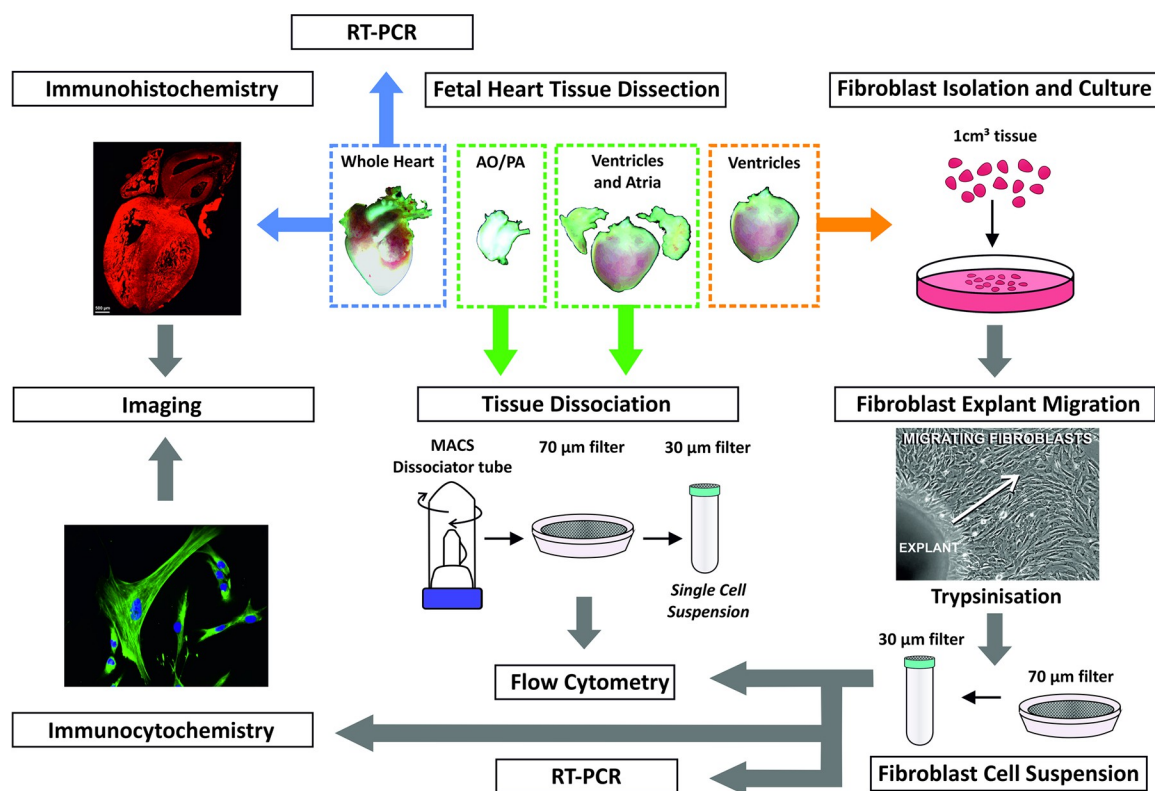 RT-PCR
Immunohistochemistry
Fetal Heart Tissue Dissection
Fibroblast Isolation and Culture
Whole Heart
AO/PA
Ventricles
and Atria
Ventricles
1cm³ tissue
500 µm
Imaging
Tissue Dissociation
Fibroblast Explant Migration
MACS
Dissociator tube
70 µm filter
30 µm filter
Single Cell
Suspension
MIGRATING FIBROBLASTS
EXPLANT
Trypsinisation
30 µm filter
70 µm filter
Flow Cytometry
Immunocytochemistry
RT-PCR
Fibroblast Cell Suspension